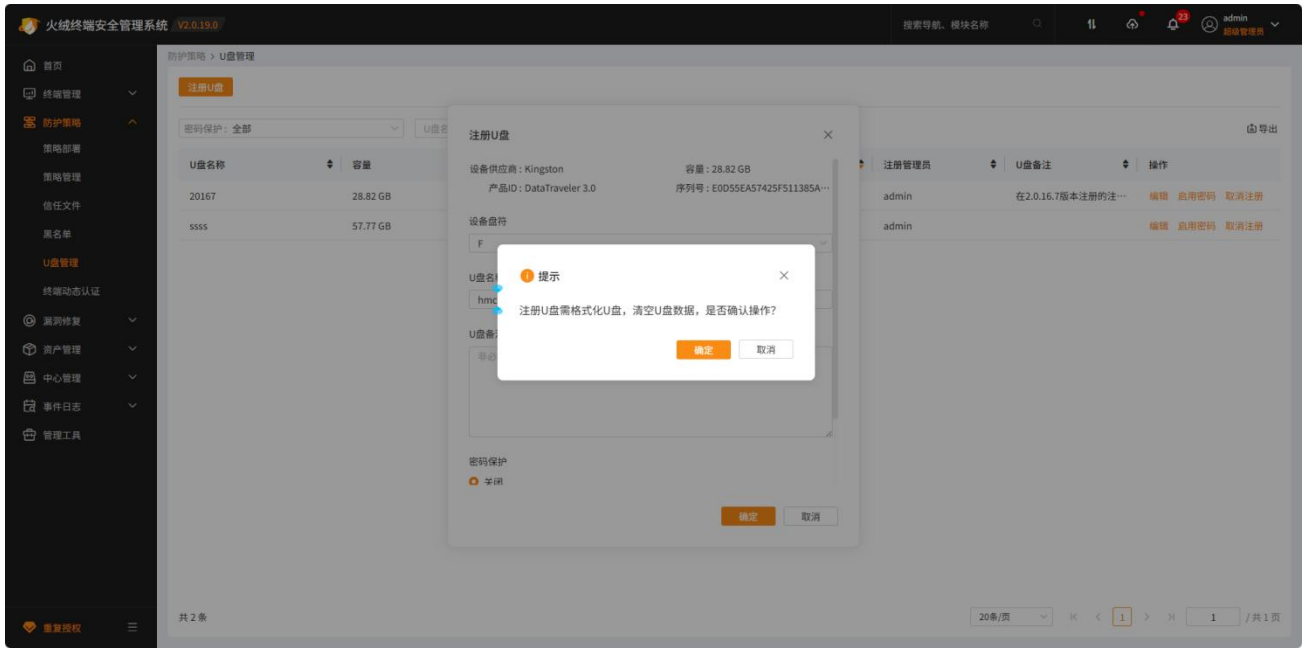 火绒终端安全管理系统 V2.0.19.0
搜索导航、模块名称
23
admin
超级管理员
首页
终端管理
防护策略
策略部署
策略管理
信任文件
黑名单
U盘管理
终端动态认证
漏洞修复
资产管理
中心管理
事件日志
管理工具
重复授权
防护策略 > U盘管理
注册U盘
密码保护: 全部
U盘名
导出
U盘名称 容量 注册管理员 U盘备注 操作
20167 28.82 GB admin 在2.0.16.7版本注册的注… 编辑 启用密码 取消注册
ssss 57.77 GB admin 编辑 启用密码 取消注册
注册U盘
设备供应商 : Kingston 容量 : 28.82 GB
产品ID : DataTraveler 3.0 序列号 : E0D55EA57425F511385A…
设备盘符
F
U盘名
hmc
U盘备
非必
密码保护
关闭
确定 取消
提示
注册U盘需格式化U盘，清空U盘数据，是否确认操作？
确定 取消
共 2 条
20条/页 1 1 / 共 1 页